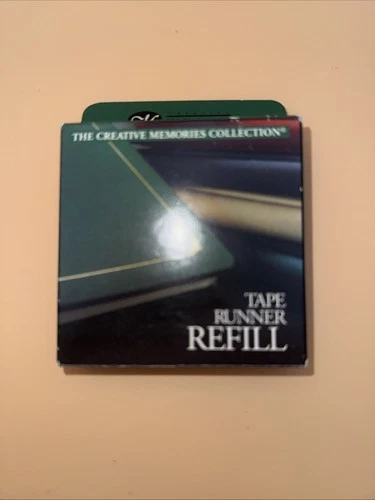 THE CREATIVE MEMORIES COLLECTION®
TAPE
RUNNER
REFILL